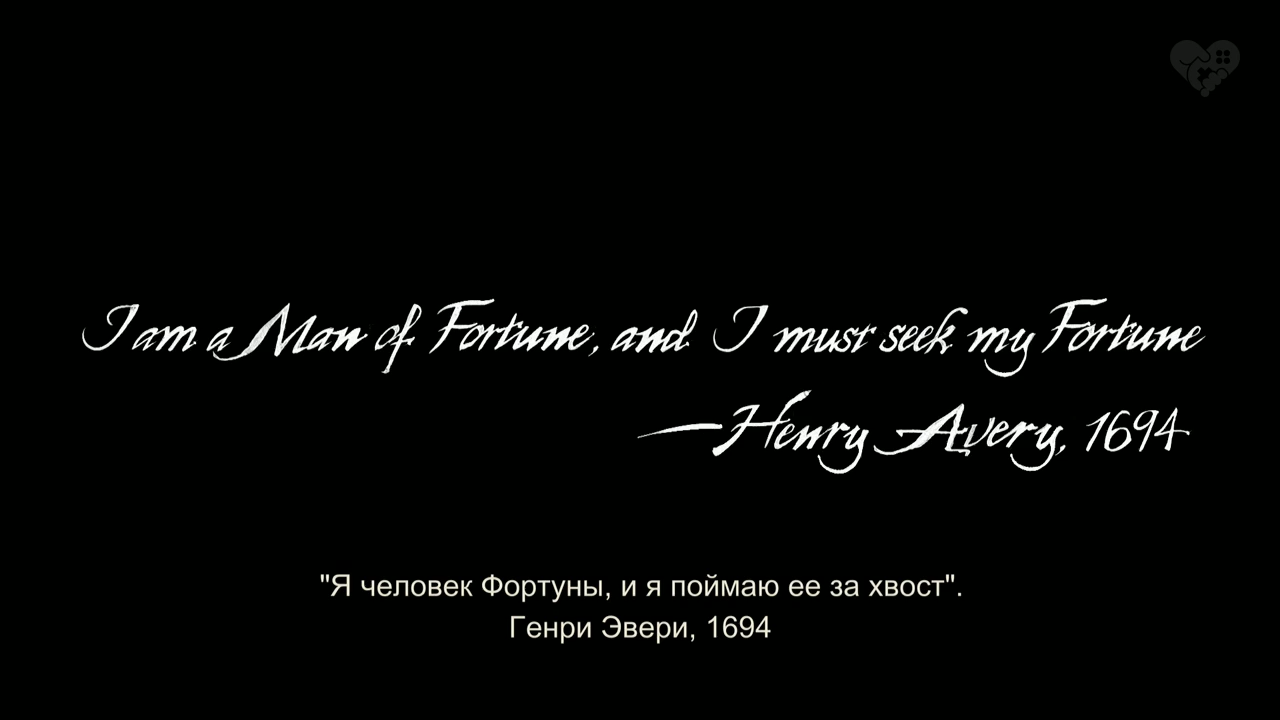 I am a Man of Fortune, and I must seek my Fortune
—Henry Avery, 1694
"Я человек Фортуны, и я поймаю ее за хвост".
Генри Эвери, 1694